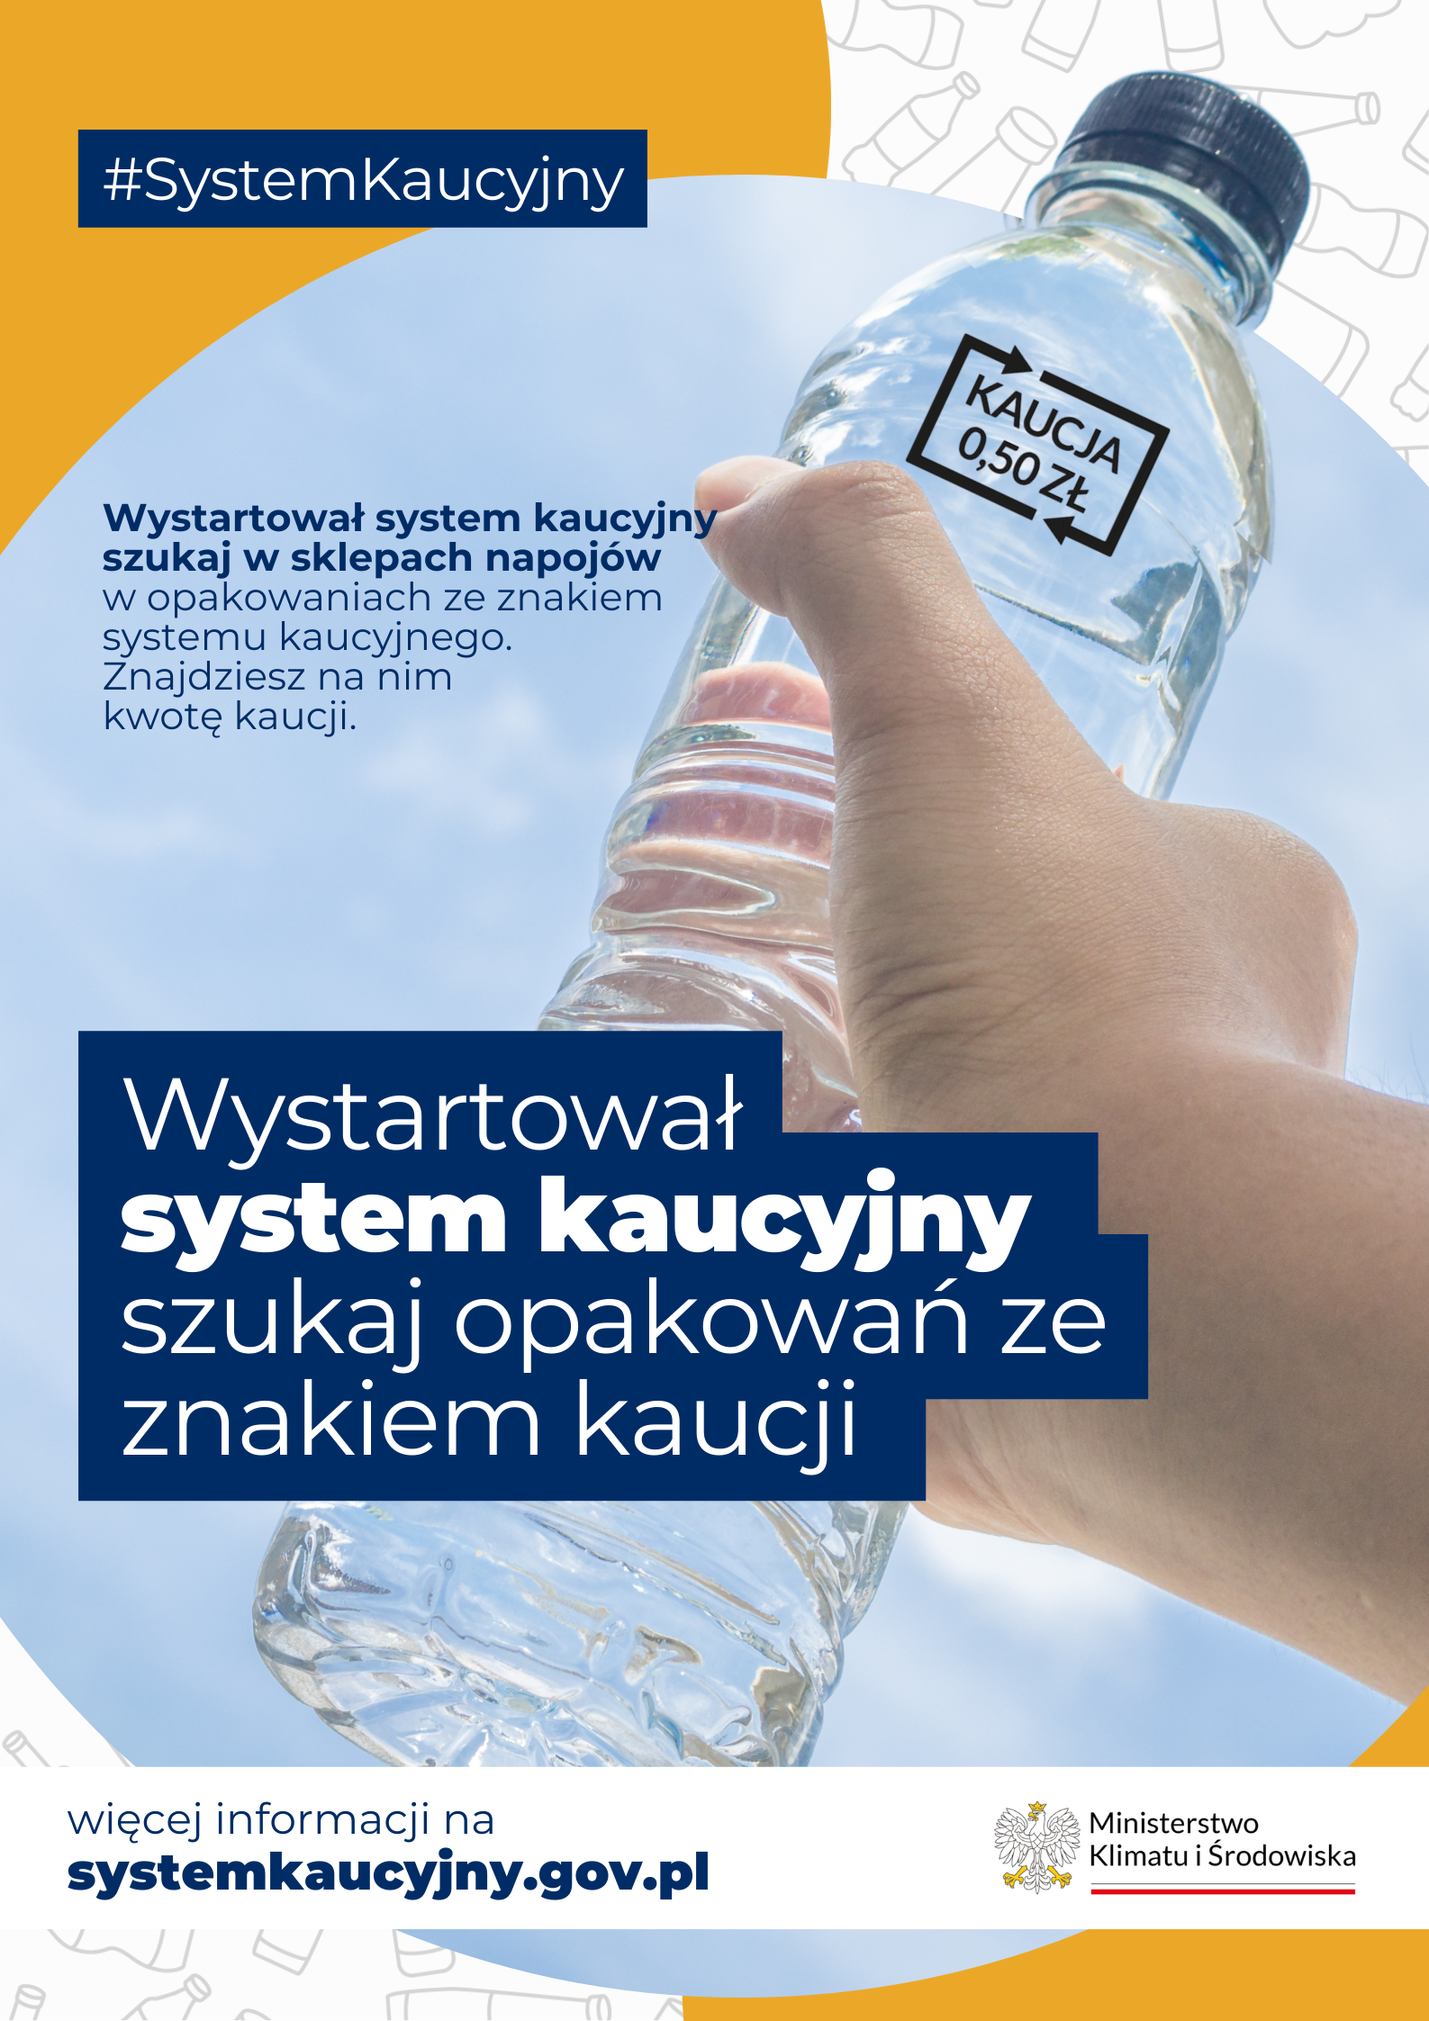 #SystemKaucyjny
KAUCJA
0,50 ZŁ
Wystartował system kaucyjny
szukaj w sklepach napojów
w opakowaniach ze znakiem
systemu kaucyjnego.
Znajdziesz na nim
kwotę kaucji.
Wystartował
system kaucyjny
szukaj opakowań ze
znakiem kaucji
więcej informacji na
systemkaucyjny.gov.pl
Ministerstwo
Klimatu i Środowiska